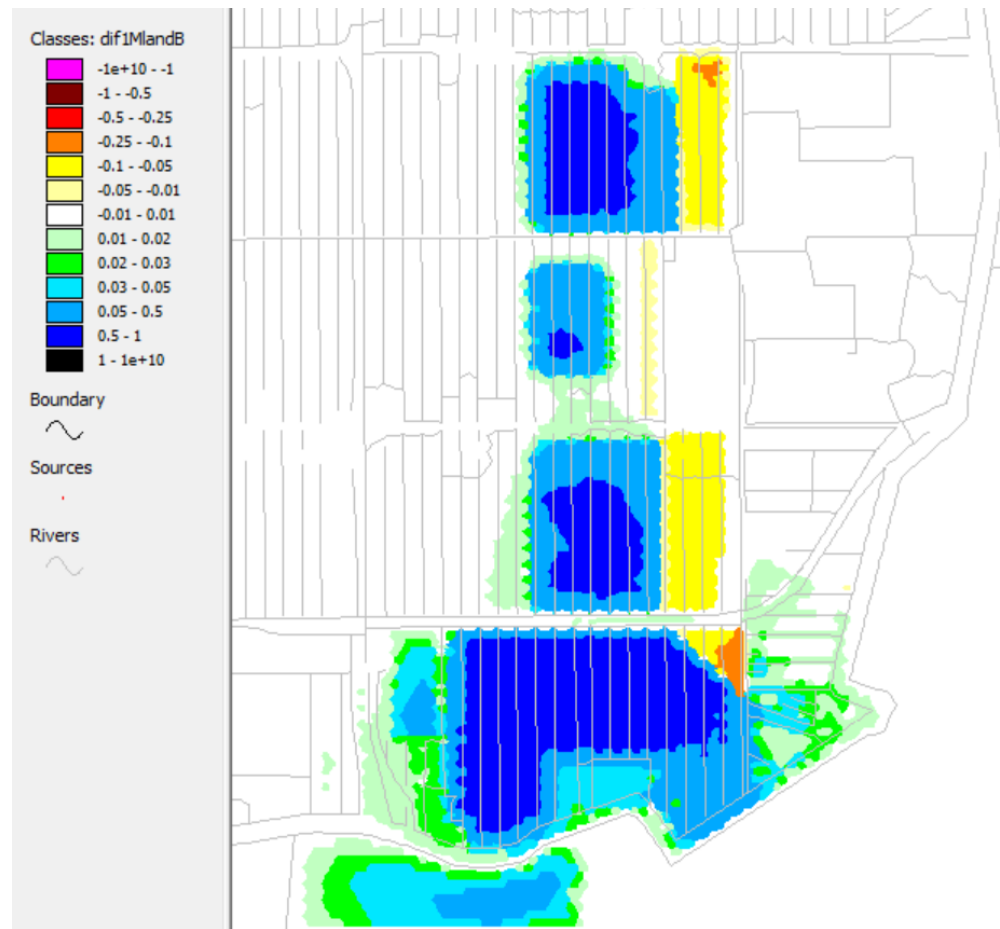 Classes: dif1MlandB
-1e+10 - -1
-1 - -0.5
-0.5 - -0.25
-0.25 - -0.1
-0.1 - -0.05
-0.05 - -0.01
-0.01 - 0.01
0.01 - 0.02
0.02 - 0.03
0.03 - 0.05
0.05 - 0.5
0.5 - 1
1 - 1e+10
Boundary
Sources
Rivers